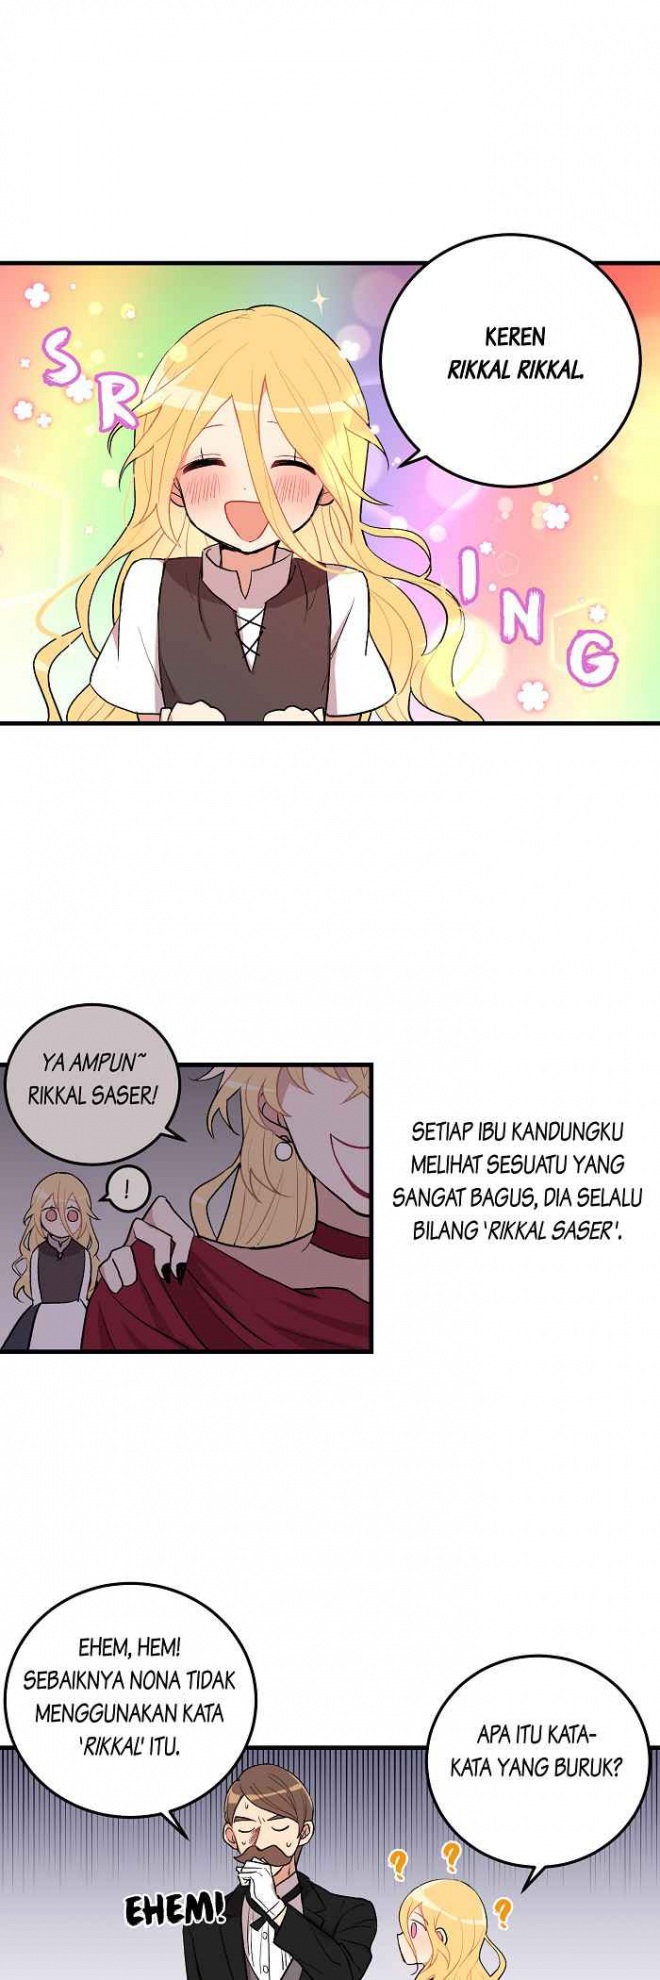 KEREN
RIKKAL RIKKAL.
SRING
YA AMPUN~
RIKKAL SASER!
!
SETIAP IBU KANDUNGKU
MELIHAT SESUATU YANG
SANGAT BAGUS, DIA SELALU
BILANG 'RIKKAL SASER'.
EHEM, HEM!
SEBAIKNYA NONA TIDAK
MENGGUNAKAN KATA
'RIKKAL' ITU.
APA ITU KATA-
KATA YANG BURUK?
EHEM!
? ? ?